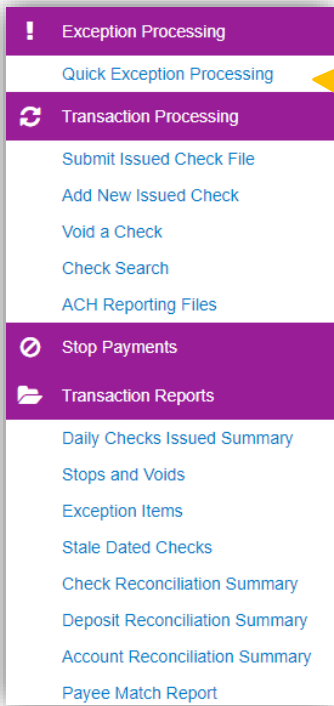 Exception Processing
Quick Exception Processing
Transaction Processing
Submit Issued Check File
Add New Issued Check
Void a Check
Check Search
ACH Reporting Files
Stop Payments
Transaction Reports
Daily Checks Issued Summary
Stops and Voids
Exception Items
Stale Dated Checks
Check Reconciliation Summary
Deposit Reconciliation Summary
Account Reconciliation Summary
Payee Match Report